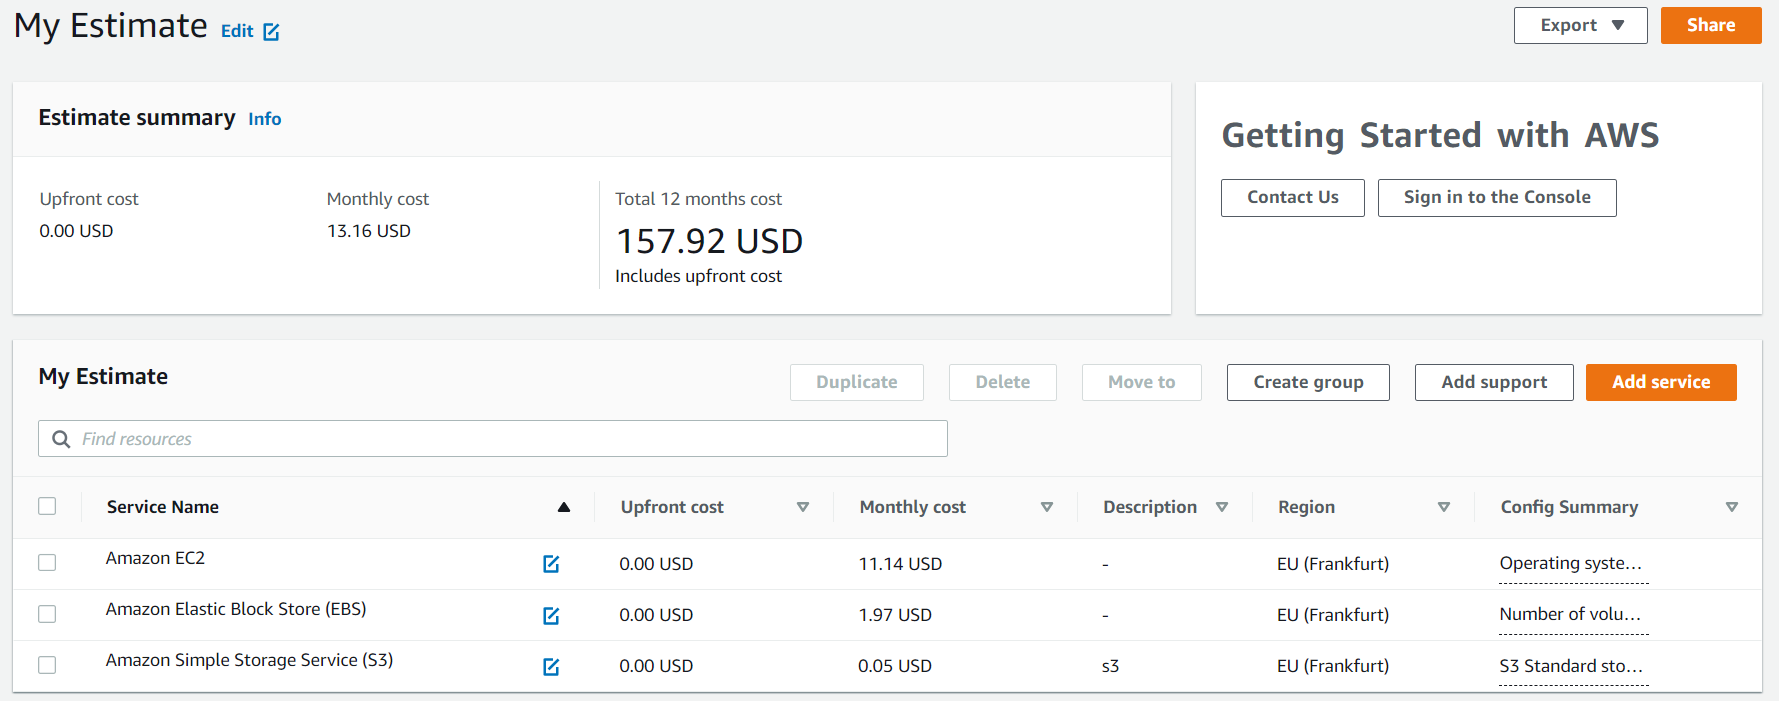 My Estimate Edit
Export Share
Estimate summary Info
Upfront cost Monthly cost Total 12 months cost
0.00 USD 13.16 USD 157.92 USD
Includes upfront cost
Getting Started with AWS
Contact Us Sign in to the Console
My Estimate
Duplicate Delete Move to Create group Add support Add service
Find resources
Service Name Upfront cost Monthly cost Description Region Config Summary
Amazon EC2 0.00 USD 11.14 USD - EU (Frankfurt) Operating syste...
Amazon Elastic Block Store (EBS) 0.00 USD 1.97 USD - EU (Frankfurt) Number of volu...
Amazon Simple Storage Service (S3) 0.00 USD 0.05 USD s3 EU (Frankfurt) S3 Standard sto...